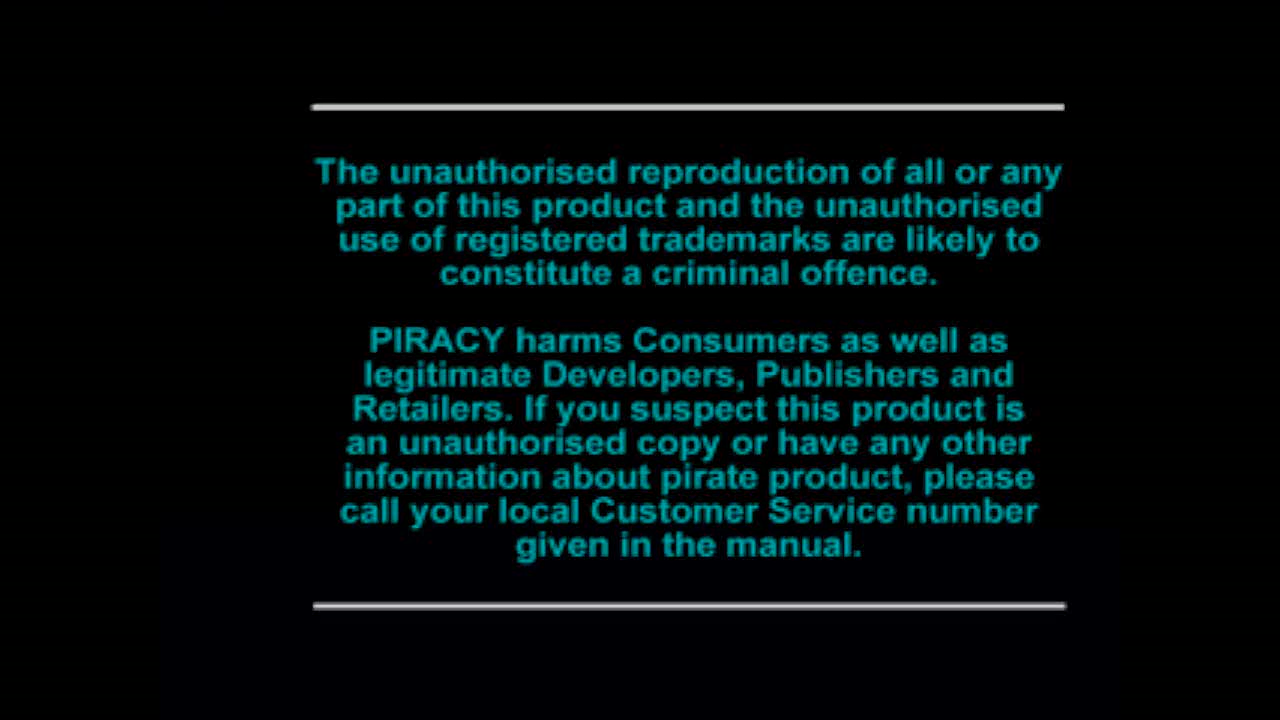 The unauthorised reproduction of all or any
part of this product and the unauthorised
use of registered trademarks are likely to
constitute a criminal offence.
PIRACY harms Consumers as well as
legitimate Developers, Publishers and
Retailers. If you suspect this product is
an unauthorised copy or have any other
information about pirate product, please
call your local Customer Service number
given in the manual.